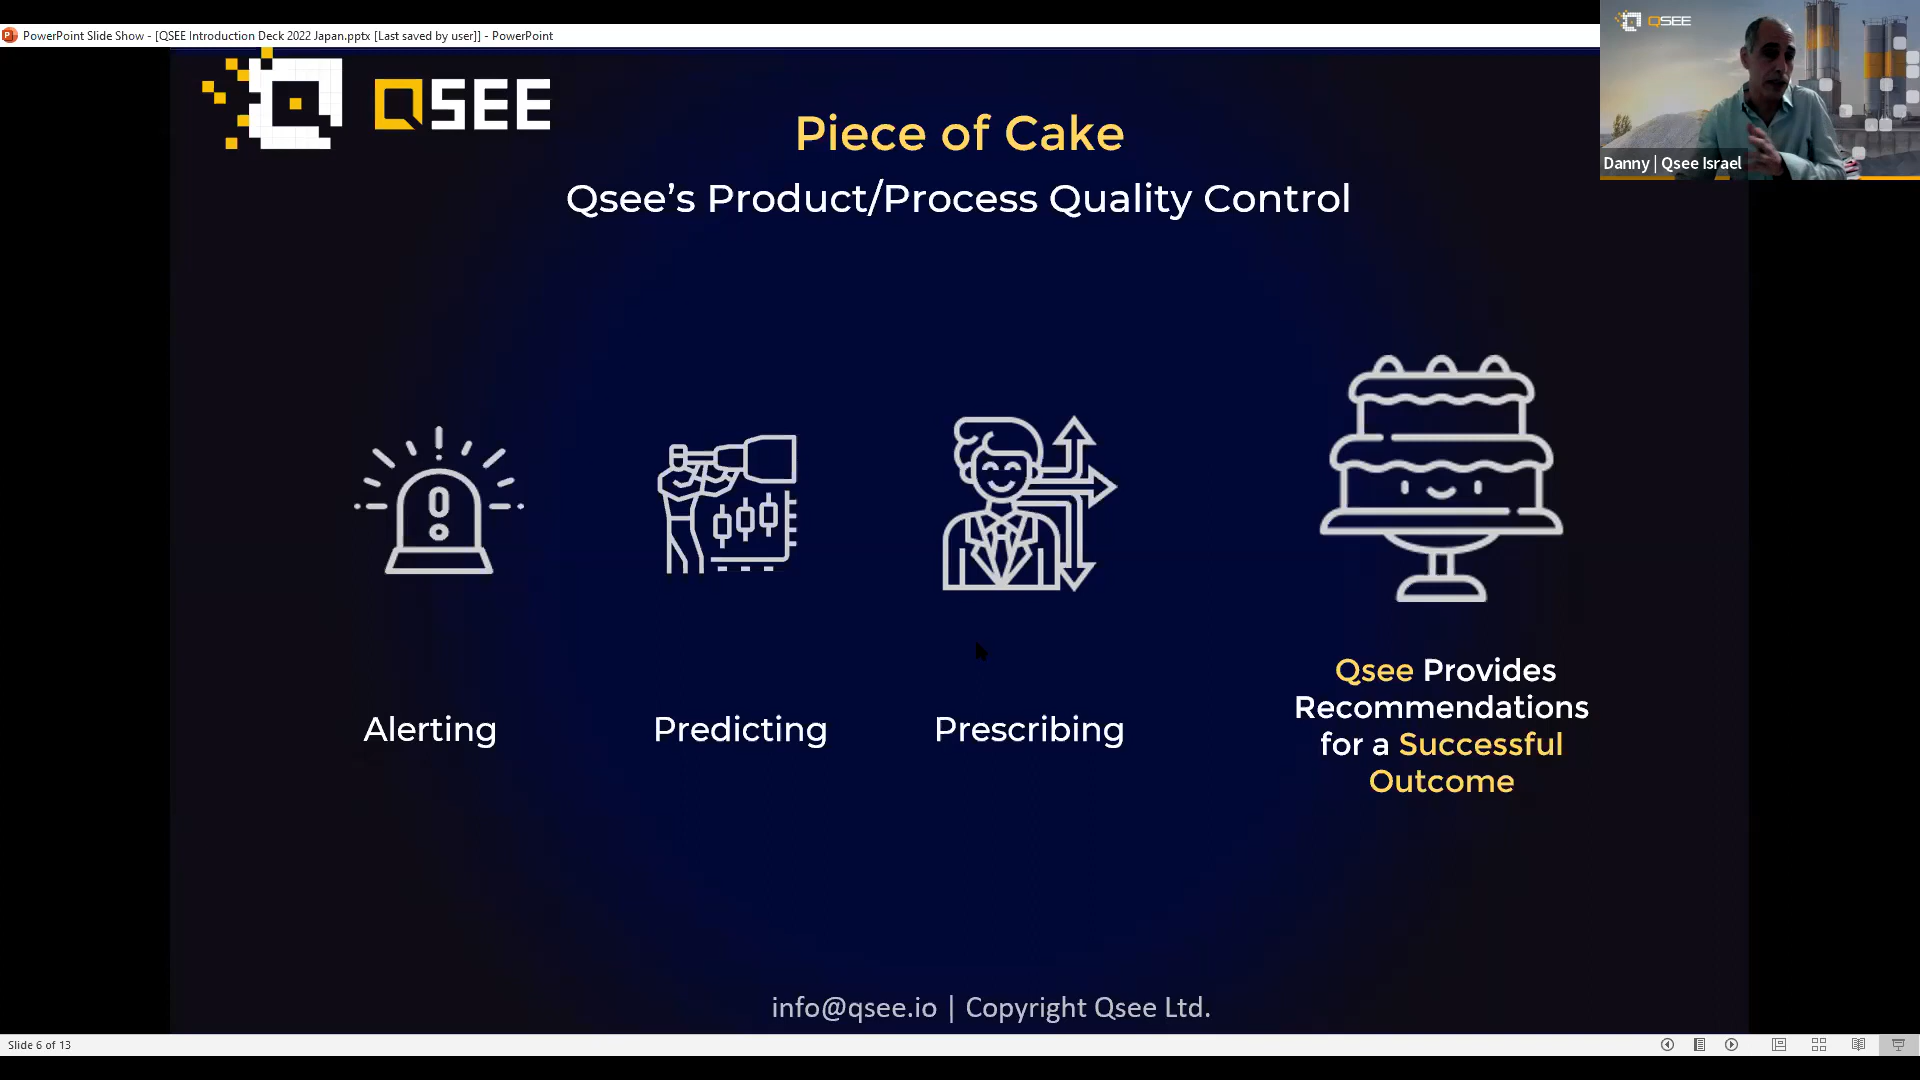 PowerPoint Slide Show - [QSEE Introduction Deck 2022 Japan.pptx [Last saved by user]] - PowerPoint
QSEE
QSEE
Danny | Qsee Israel
Piece of Cake
Qsee’s Product/Process Quality Control
Alerting
Predicting
Prescribing
Qsee Provides
Recommendations
for a Successful
Outcome
info@qsee.io | Copyright Qsee Ltd.
Slide 6 of 13